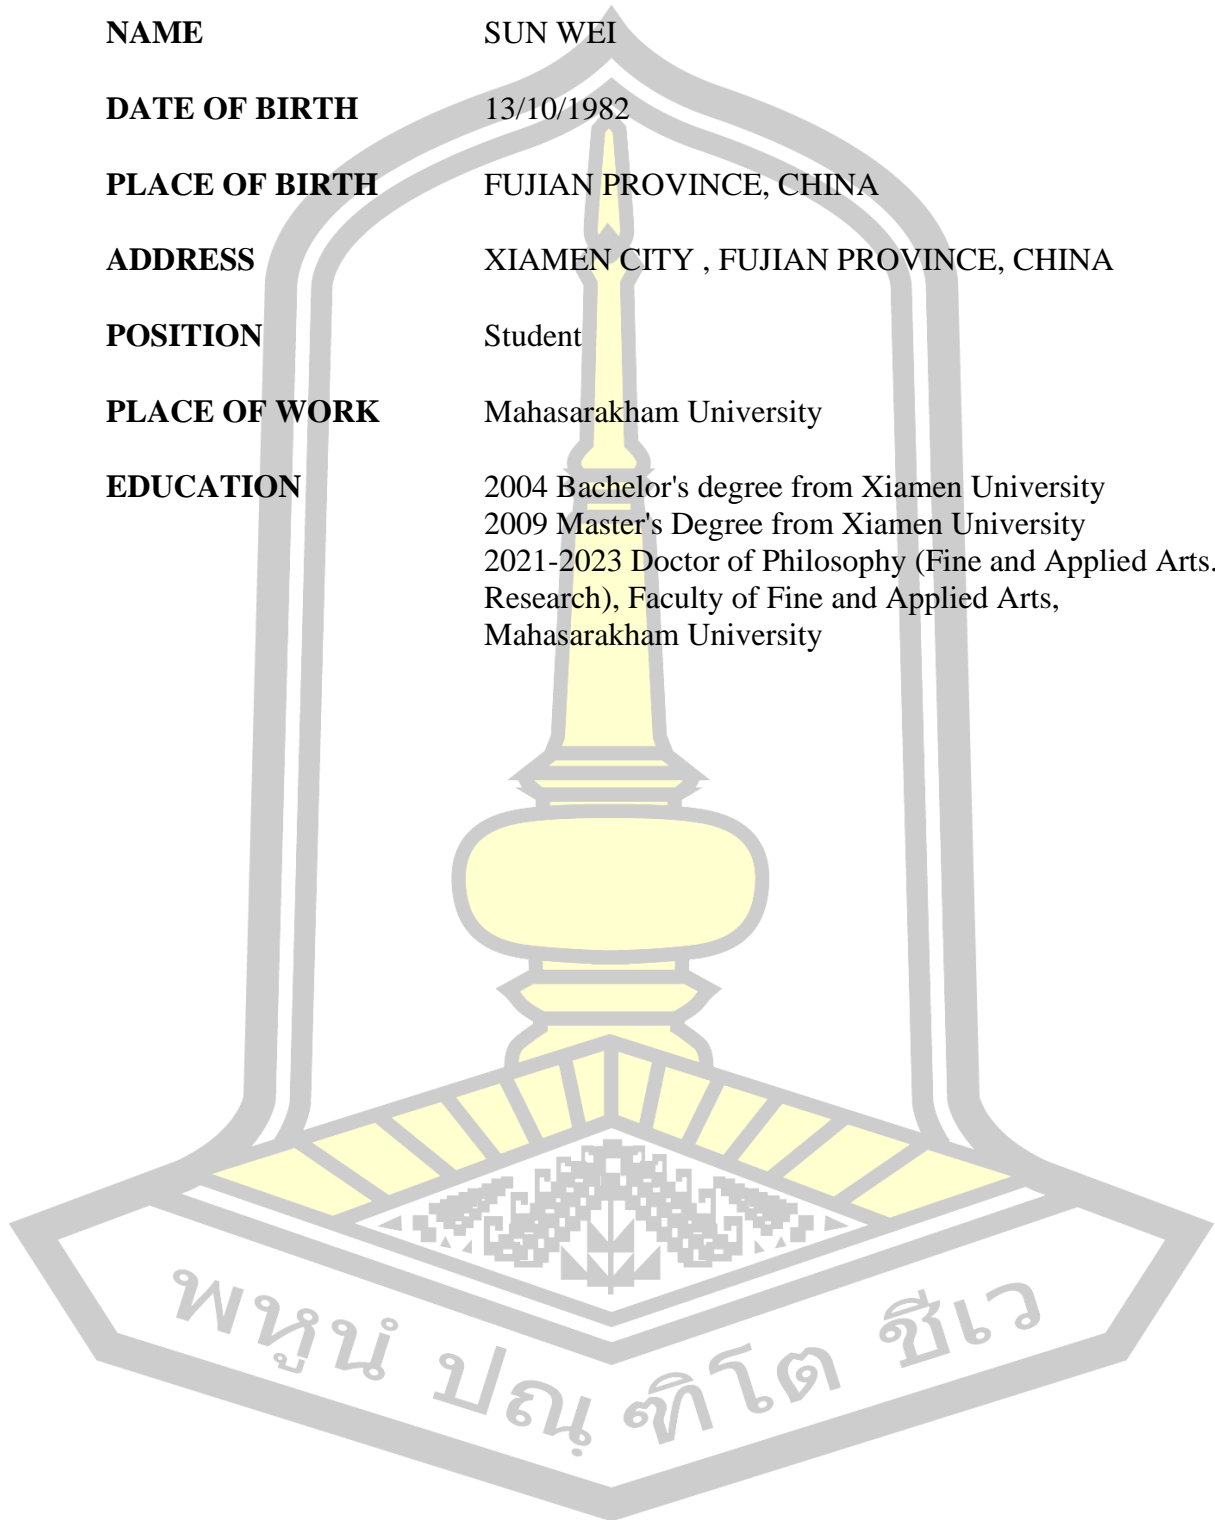 NAME SUN WEI
DATE OF BIRTH 13/10/1982
PLACE OF BIRTH FUJIAN PROVINCE, CHINA
ADDRESS XIAMEN CITY , FUJIAN PROVINCE, CHINA
POSITION Student
PLACE OF WORK Mahasarakham University
EDUCATION 2004 Bachelor's degree from Xiamen University
2009 Master's Degree from Xiamen University
2021-2023 Doctor of Philosophy (Fine and Applied Arts.
Research), Faculty of Fine and Applied Arts,
Mahasarakham University
พหูนํ ปณฺฑิโต ชีเว